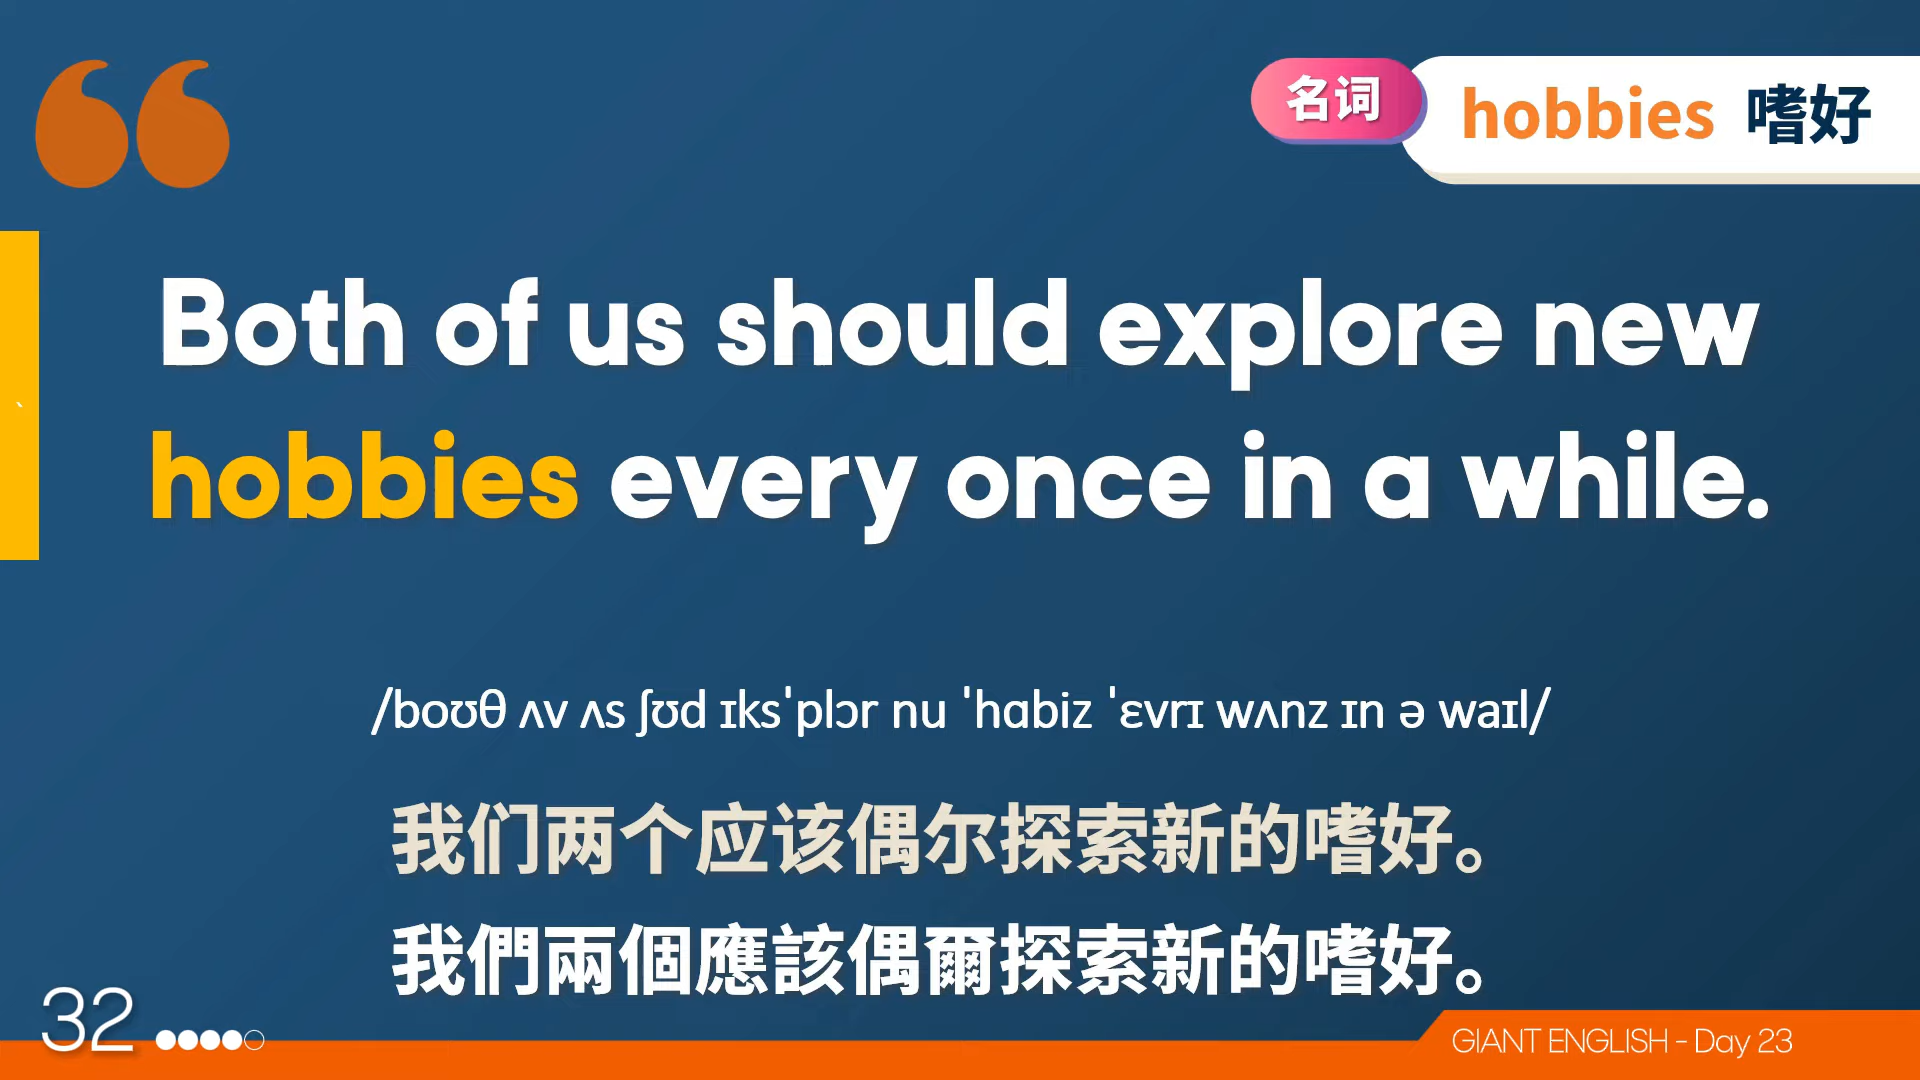 名词 hobbies 嗜好
Both of us should explore new
hobbies every once in a while.
/boʊθ ʌv ʌs ʃʊd ɪksˈplɔr nu ˈhɑbiz ˈɛvrɪ wʌnz ɪn ə waɪl/
我们两个应该偶尔探索新的嗜好。
我們兩個應該偶爾探索新的嗜好。
32
GIANT ENGLISH - Day 23